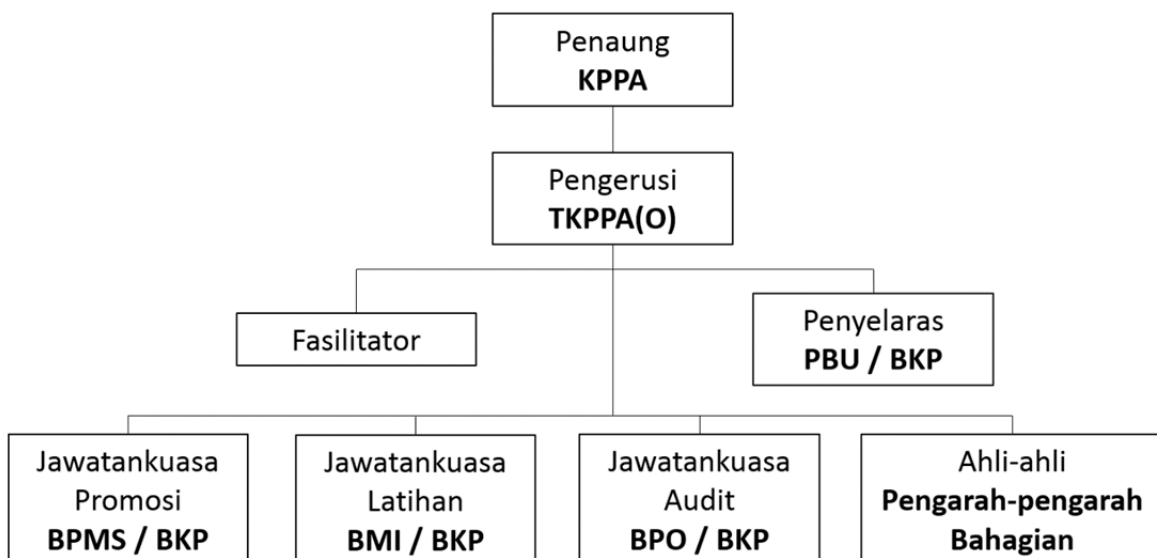 Penaung
KPPA
Pengerusi
TKPPA(O)
Fasilitator
Penyelaras
PBU / BKP
Jawatankuasa
Promosi
BPMS / BKP
Jawatankuasa
Latihan
BMI / BKP
Jawatankuasa
Audit
BPO / BKP
Ahli-ahli
Pengarah-pengarah
Bahagian